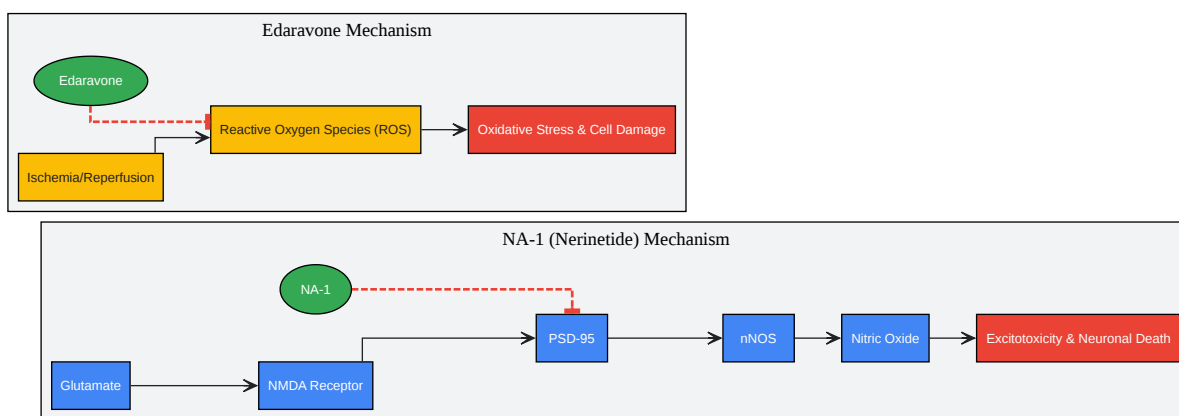 Edaravone Mechanism
Edaravone
Reactive Oxygen Species (ROS)
Oxidative Stress & Cell Damage
Ischemia/Reperfusion
NA-1 (Nerinetide) Mechanism
NA-1
PSD-95
nNOS
Nitric Oxide
Excitotoxicity & Neuronal Death
Glutamate
NMDA Receptor